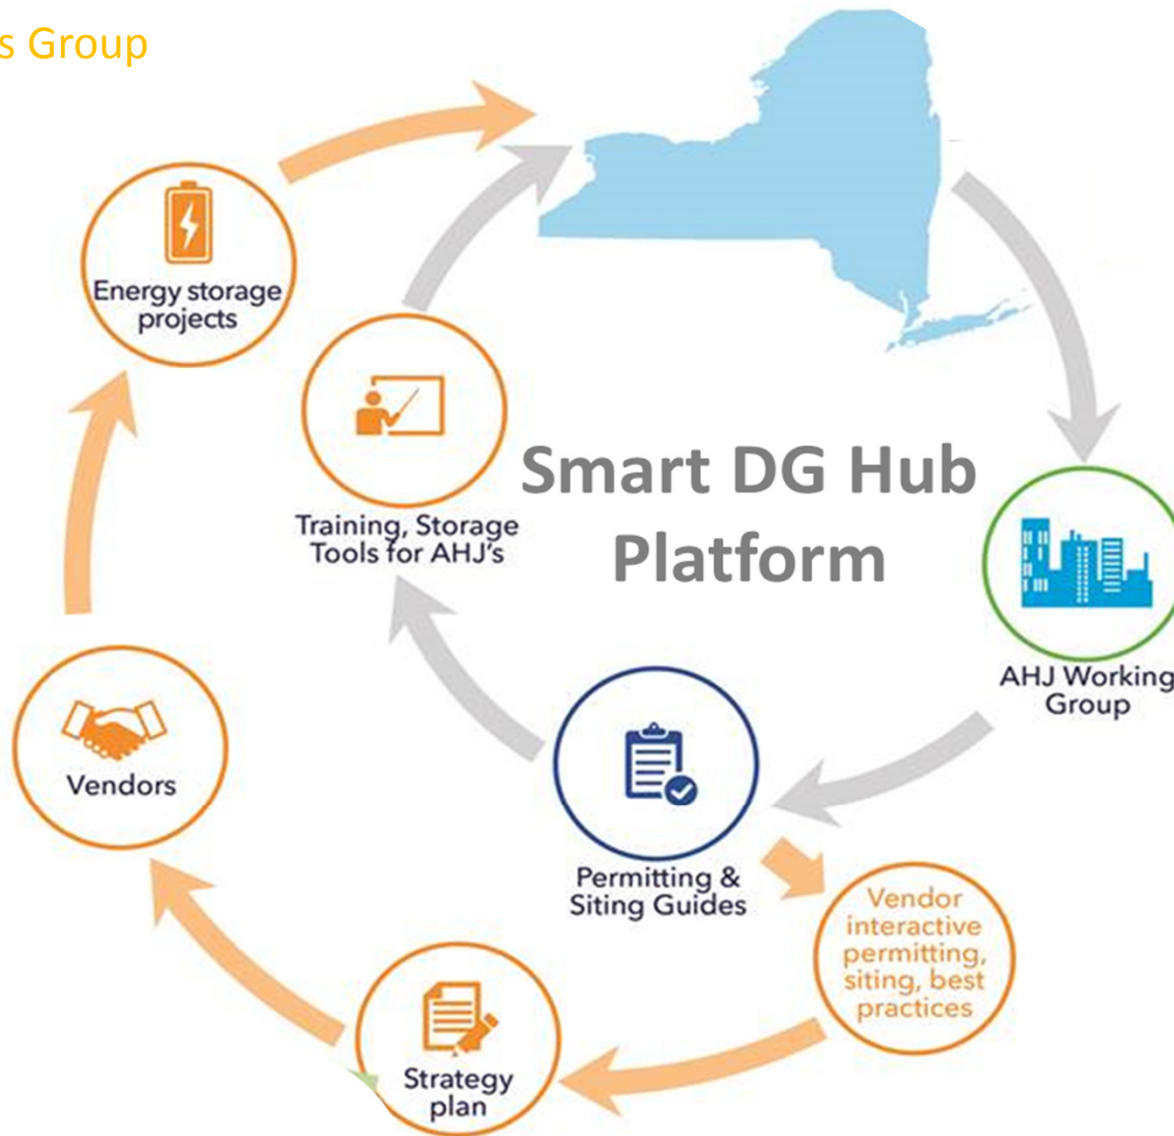 s Group
Energy storage
projects
Training, Storage
Tools for AHJ's
Smart DG Hub
Platform
AHJ Working
Group
Vendors
Permitting &
Siting Guides
Vendor
interactive
permitting,
siting, best
practices
Strategy
plan